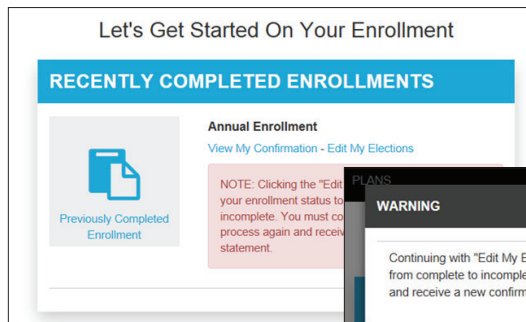 Let's Get Started On Your Enrollment
RECENTLY COMPLETED ENROLLMENTS
Previously Completed
Enrollment
Annual Enrollment
View My Confirmation - Edit My Elections
NOTE: Clicking the "Edit
your enrollment status to
incomplete. You must co
process again and receiv
statement.
PLANS
WARNING
Continuing with "Edit My E
from complete to incomple
and receive a new confirm